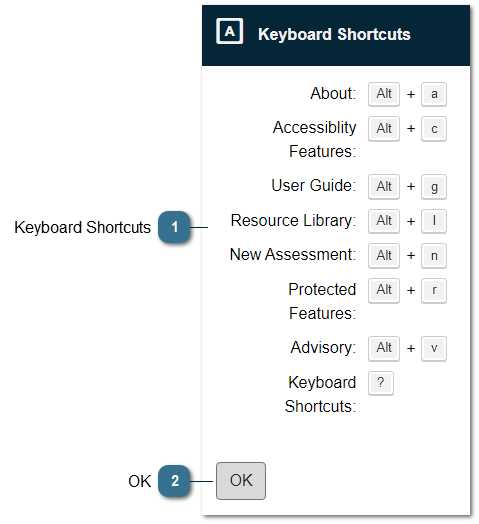 A Keyboard Shortcuts
About: Alt + a
Accessiblity Alt + c
Features:
User Guide: Alt + g
Keyboard Shortcuts 1 Resource Library: Alt + l
New Assessment: Alt + n
Protected Alt + r
Features:
Advisory: Alt + v
Keyboard ?
Shortcuts:
OK 2 OK